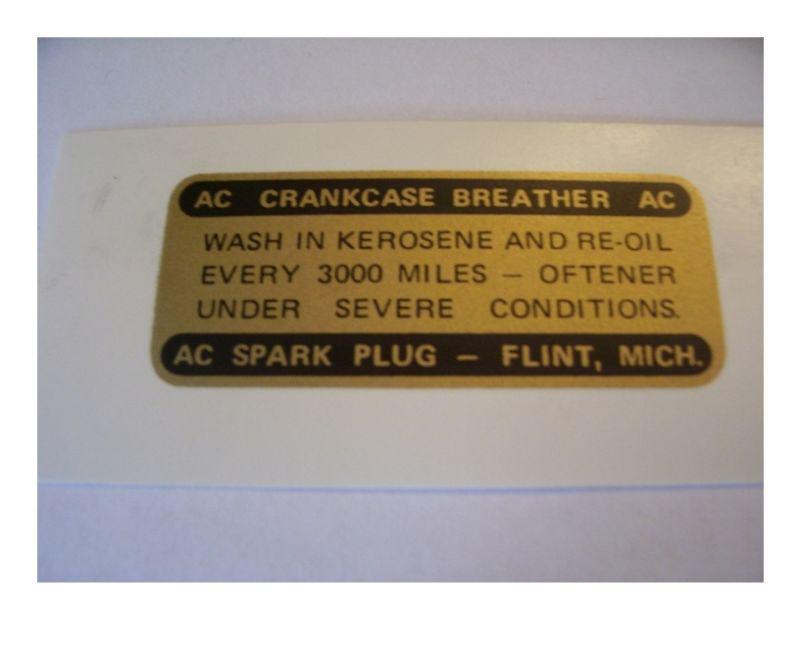 AC CRANKCASE BREATHER AC
WASH IN KEROSENE AND RE-OIL
EVERY 3000 MILES — OFTENER
UNDER SEVERE CONDITIONS.
AC SPARK PLUG — FLINT, MICH.